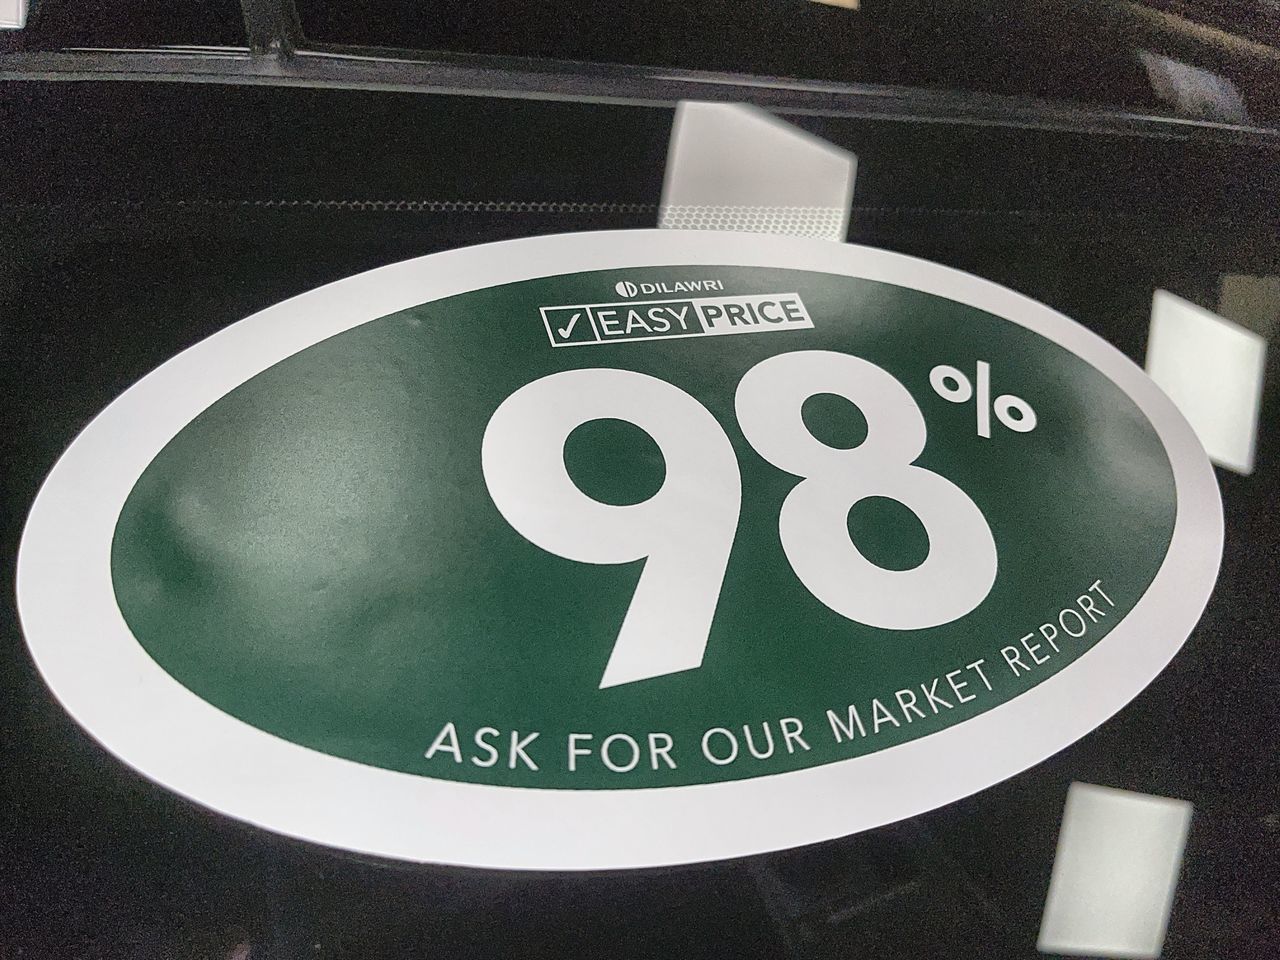 DILAWRI
✓ EASY PRICE
98%
ASK FOR OUR MARKET REPORT